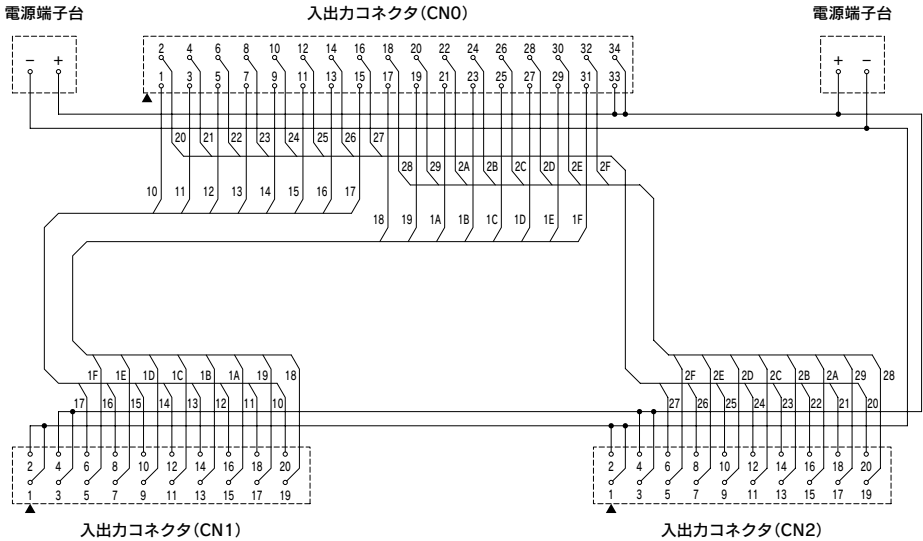 電源端子台
入出力コネクタ(CN0)
電源端子台
2 4 6 8 10 12 14 16 18 20 22 24 26 28 30 32 34
− +
+ −
1 3 5 7 9 11 13 15 17 19 21 23 25 27 29 31 33
20 21 22 23 24 25 26 27
28 29 2A 2B 2C 2D 2E 2F
10 11 12 13 14 15 16 17
18 19 1A 1B 1C 1D 1E 1F
1F 1E 1D 1C 1B 1A 19 18
2F 2E 2D 2C 2B 2A 29 28
17 16 15 14 13 12 11 10
27 26 25 24 23 22 21 20
2 4 6 8 10 12 14 16 18 20
2 4 6 8 10 12 14 16 18 20
1 3 5 7 9 11 13 15 17 19
1 3 5 7 9 11 13 15 17 19
入出力コネクタ(CN1)
入出力コネクタ(CN2)